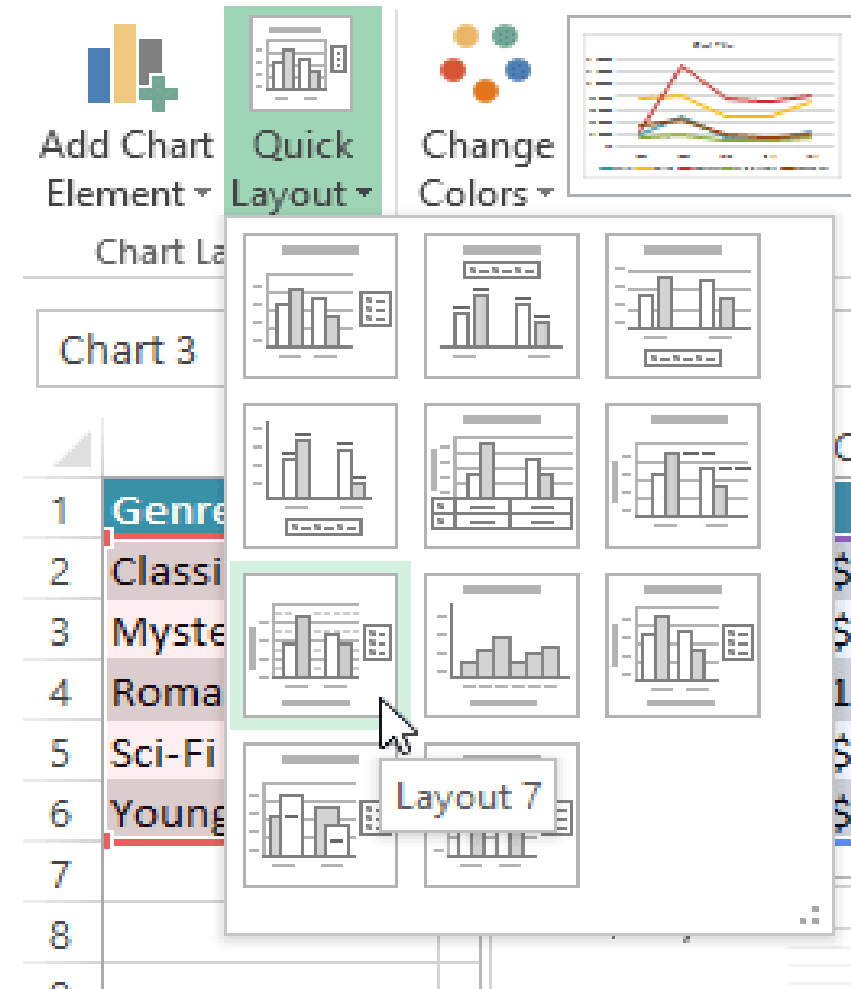 Add Chart
Element
Quick
Layout
Change
Colors
Chart La
Chart 3
1 Genre
2 Classi $
3 Myste $
4 Roma 1
5 Sci-Fi $
6 Young $
7
8
Layout 7